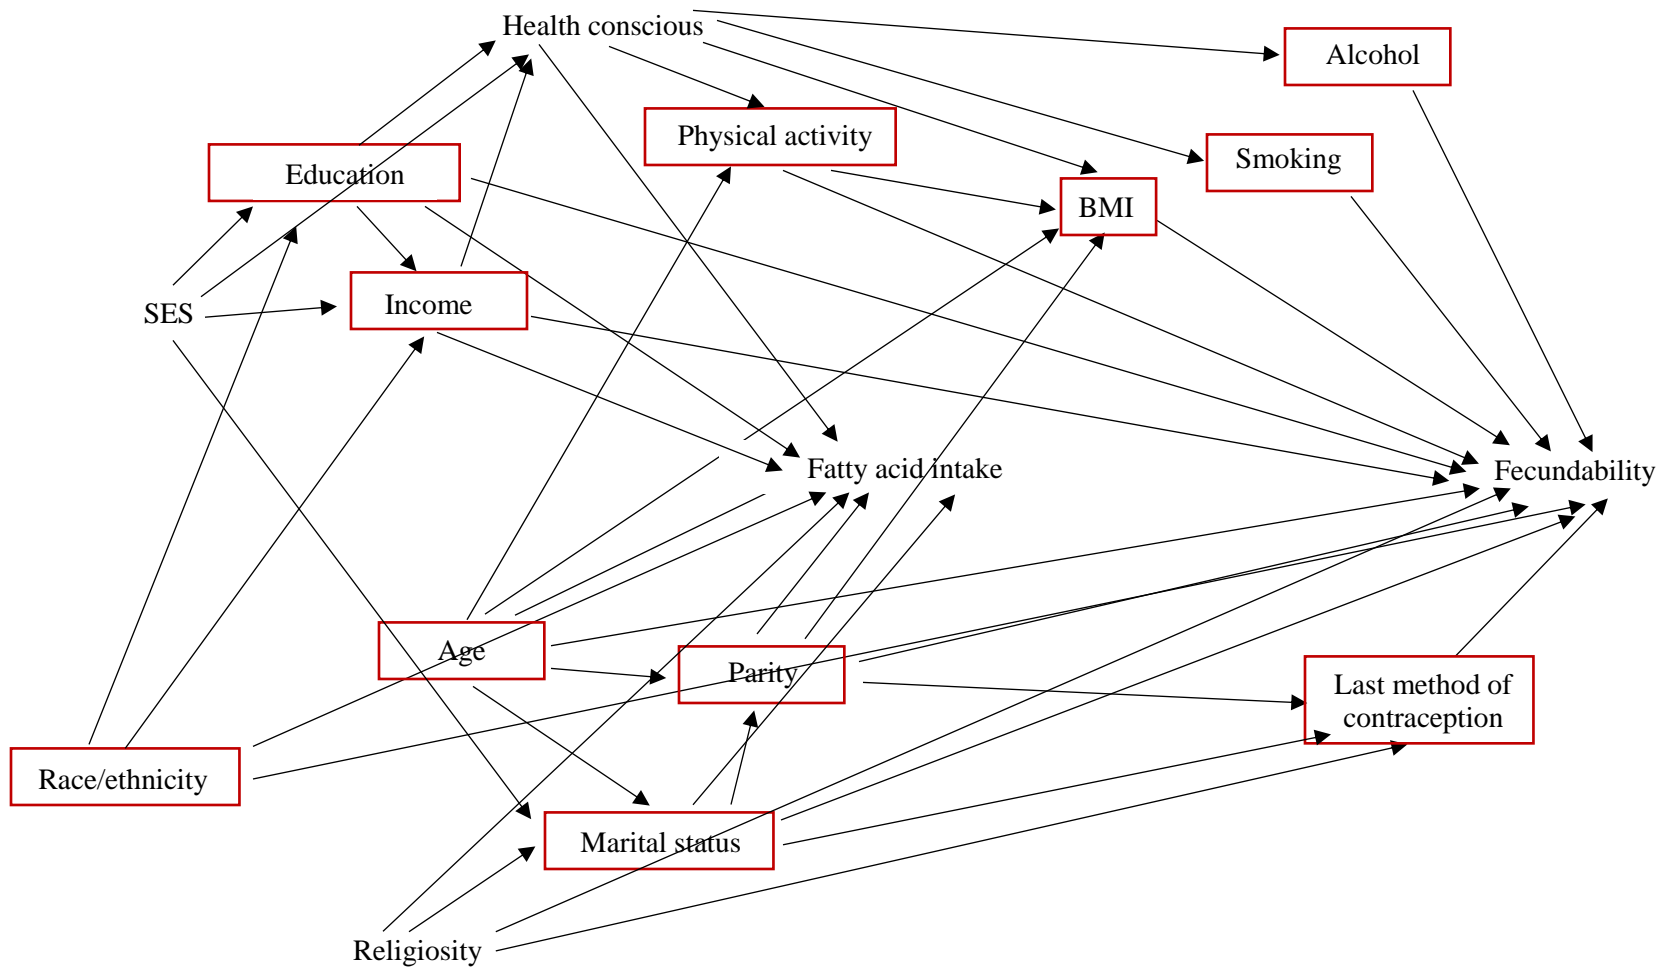 Health conscious
Alcohol
Physical activity
Smoking
Education
BMI
Income
SES
Fatty acid intake
Fecundability
Age
Parity
Last method of
contraception
Race/ethnicity
Marital status
Religiosity